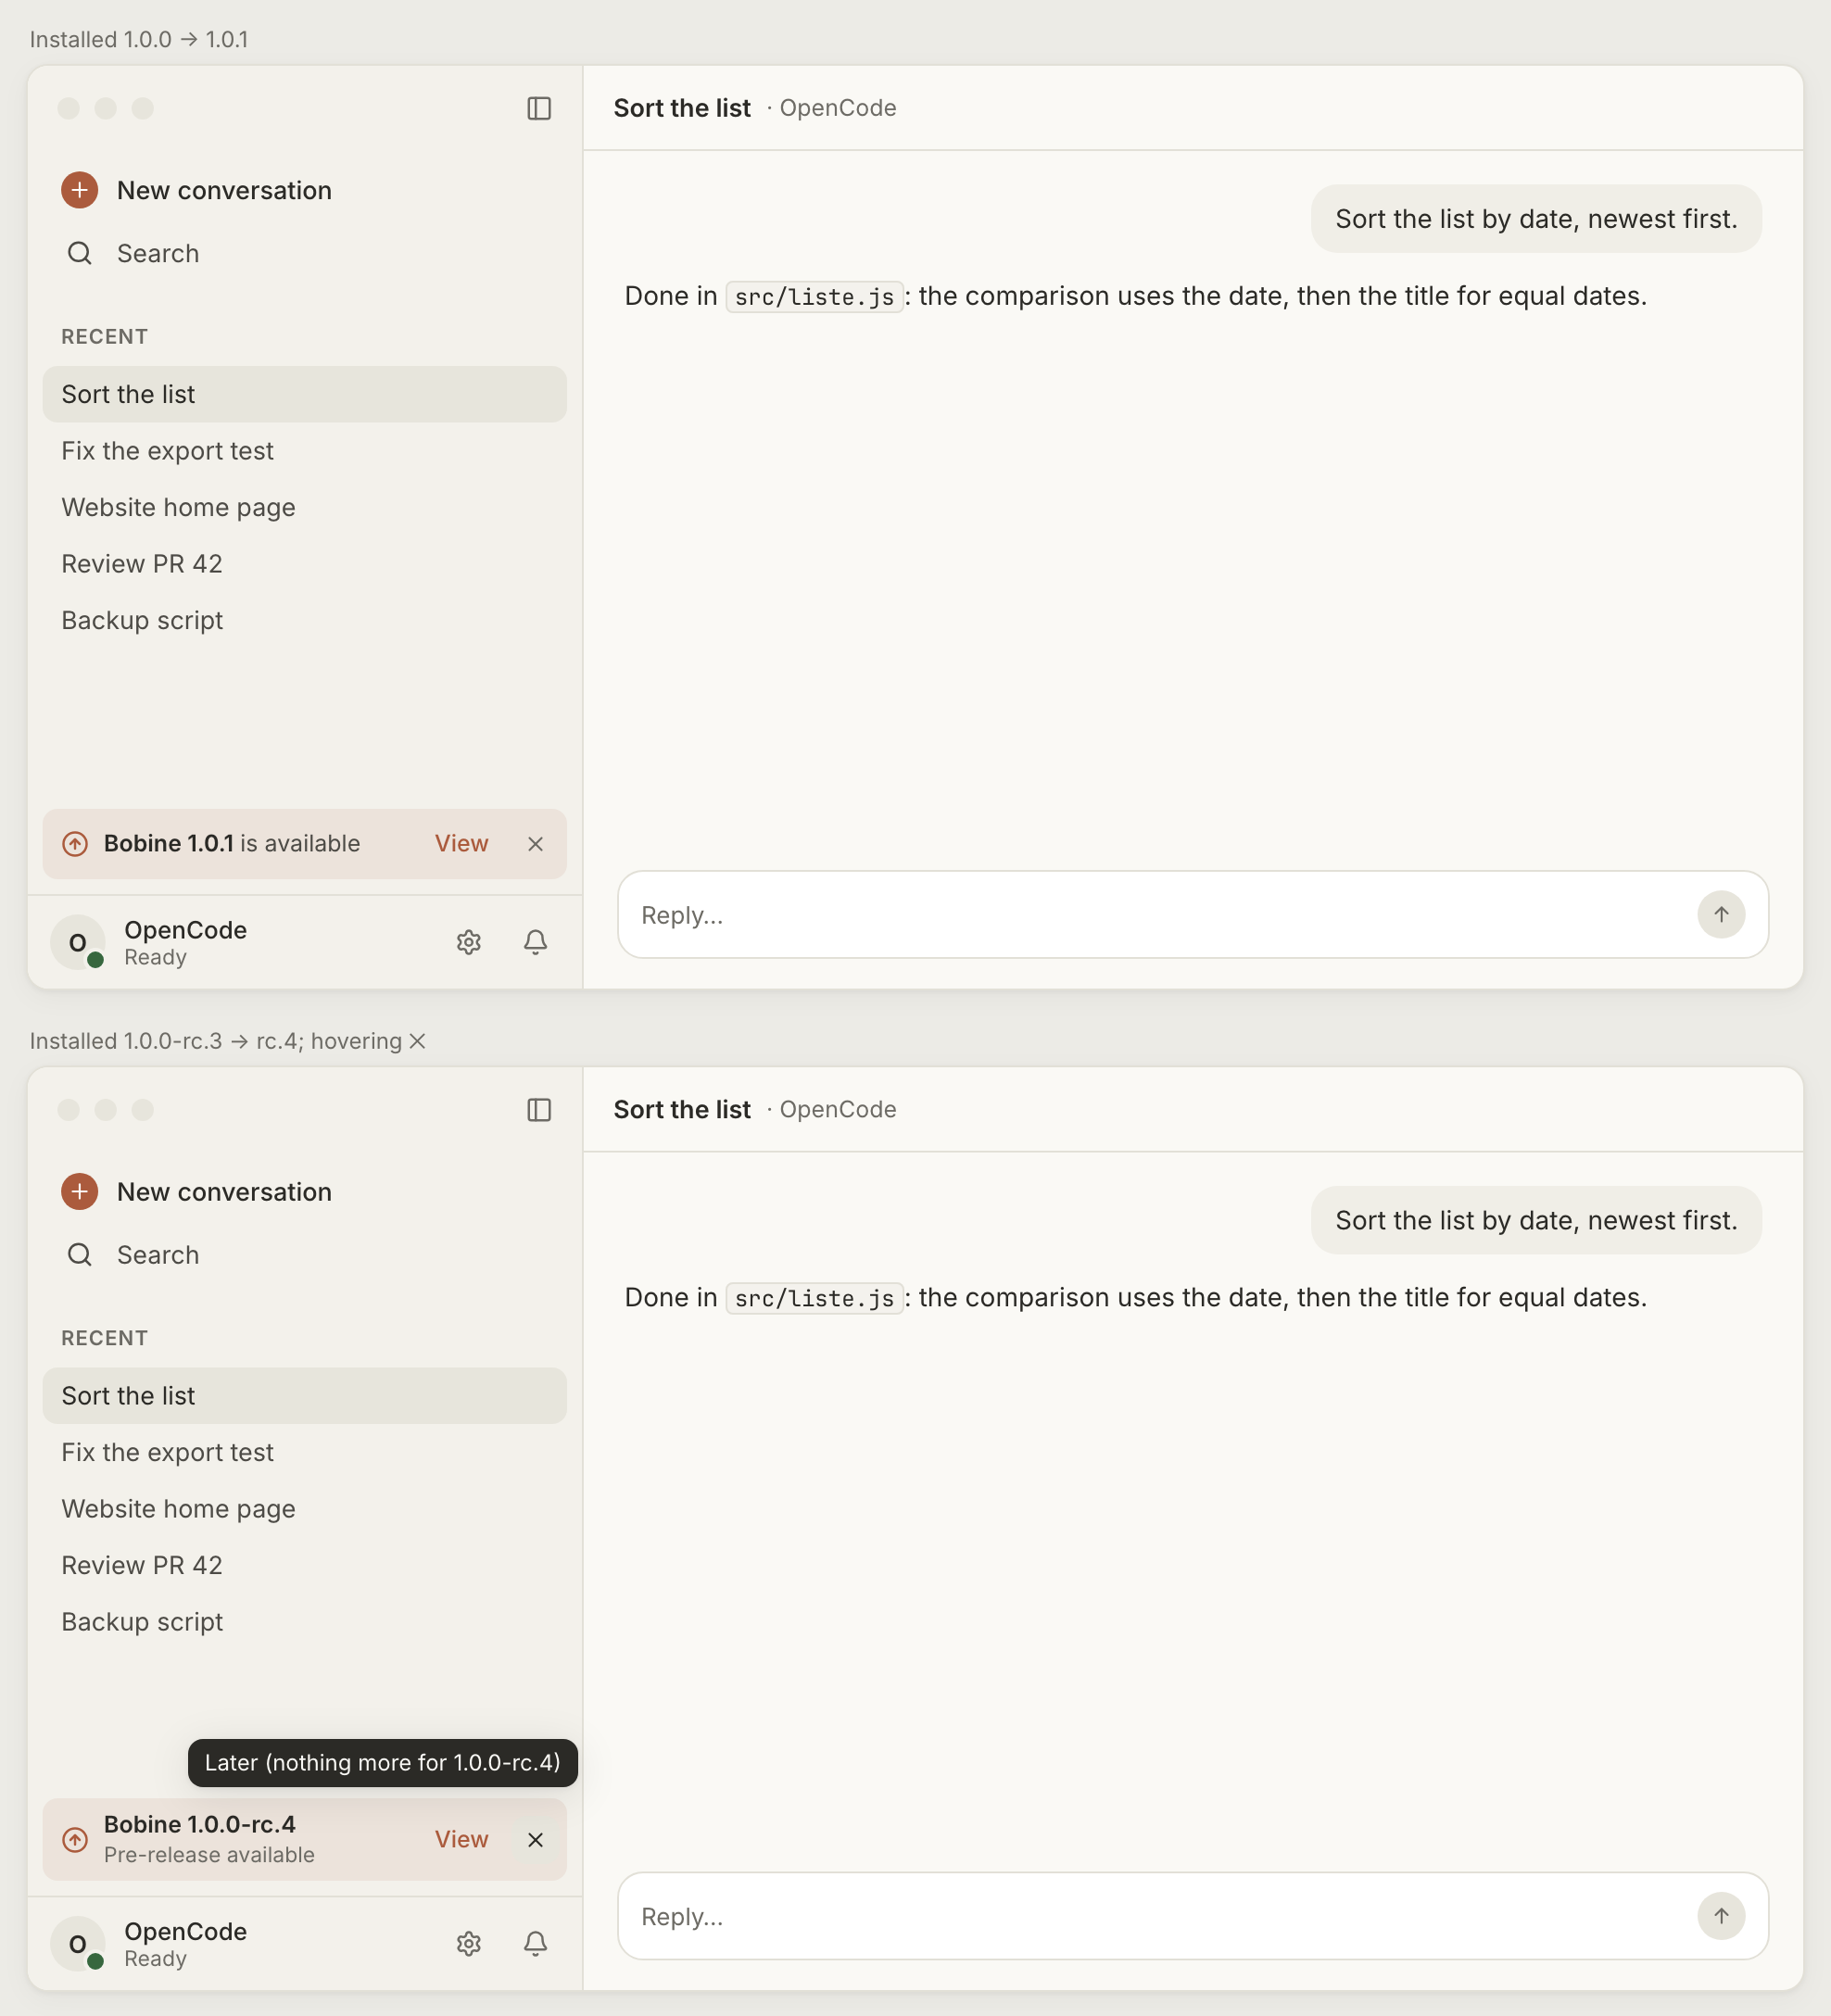 Installed 1.0.0 → 1.0.1
Sort the list · OpenCode
New conversation
Search
RECENT
Sort the list
Fix the export test
Website home page
Review PR 42
Backup script
Bobine 1.0.1 is available View
O
OpenCode
Ready
Sort the list by date, newest first.
Done in src/liste.js: the comparison uses the date, then the title for equal dates.
Reply...
Installed 1.0.0-rc.3 → rc.4; hovering ×
Sort the list · OpenCode
New conversation
Search
RECENT
Sort the list
Fix the export test
Website home page
Review PR 42
Backup script
Later (nothing more for 1.0.0-rc.4)
Bobine 1.0.0-rc.4
Pre-release available
View
O
OpenCode
Ready
Sort the list by date, newest first.
Done in src/liste.js: the comparison uses the date, then the title for equal dates.
Reply...